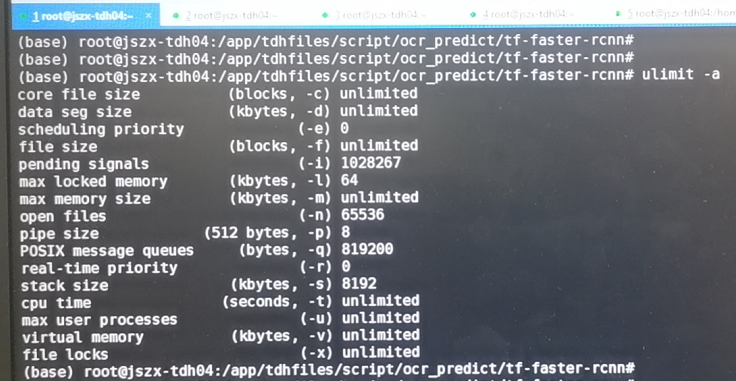 1 root@jszx-tdh04:~ × 2 root@jszx-tdh04:~ 3 root@jszx-tdh04:~ 4 root@jszx-tdh04:~ 5 root@jszx-tdh04:/hom
(base) root@jszx-tdh04:/app/tdhfiles/script/ocr_predict/tf-faster-rcnn#
(base) root@jszx-tdh04:/app/tdhfiles/script/ocr_predict/tf-faster-rcnn#
(base) root@jszx-tdh04:/app/tdhfiles/script/ocr_predict/tf-faster-rcnn# ulimit -a
core file size (blocks, -c) unlimited
data seg size (kbytes, -d) unlimited
scheduling priority (-e) 0
file size (blocks, -f) unlimited
pending signals (-i) 1028267
max locked memory (kbytes, -l) 64
max memory size (kbytes, -m) unlimited
open files (-n) 65536
pipe size (512 bytes, -p) 8
POSIX message queues (bytes, -q) 819200
real-time priority (-r) 0
stack size (kbytes, -s) 8192
cpu time (seconds, -t) unlimited
max user processes (-u) unlimited
virtual memory (kbytes, -v) unlimited
file locks (-x) unlimited
(base) root@jszx-tdh04:/app/tdhfiles/script/ocr_predict/tf-faster-rcnn#